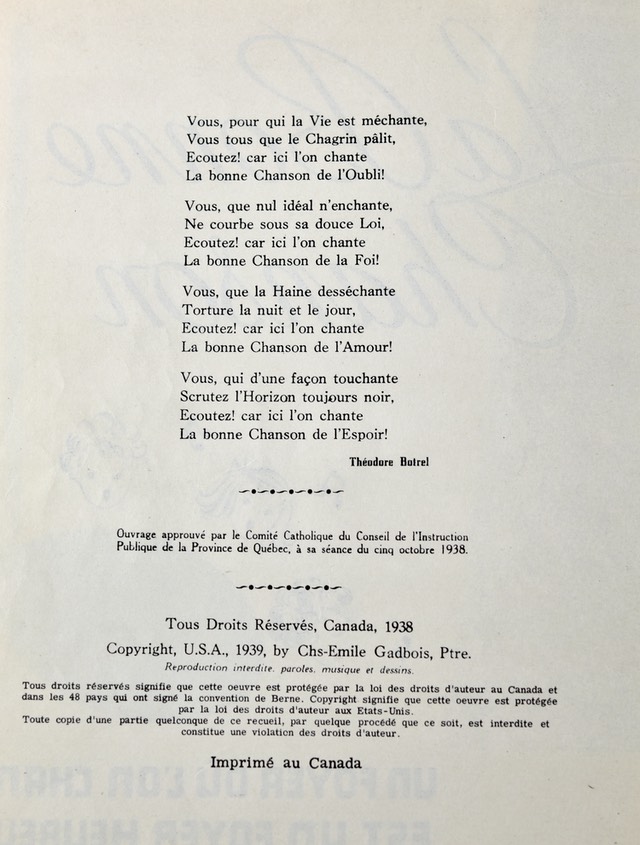 Vous, pour qui la Vie est méchante,
Vous tous que le Chagrin pâlit,
Ecoutez! car ici l'on chante
La bonne Chanson de l'Oubli!
Vous, que nul idéal n'enchante,
Ne courbe sous sa douce Loi,
Ecoutez! car ici l'on chante
La bonne Chanson de la Foi!
Vous, que la Haine desséchante
Torture la nuit et le jour,
Ecoutez! car ici l'on chante
La bonne Chanson de l'Amour!
Vous, qui d'une façon touchante
Scrutez l'Horizon toujours noir,
Ecoutez! car ici l'on chante
La bonne Chanson de l'Espoir!
Théodore Botrel
Ouvrage approuvé par le Comité Catholique du Conseil de l'Instruction
Publique de la Province de Québec, à sa séance du cinq octobre 1938.
Tous Droits Réservés, Canada, 1938
Copyright, U.S.A., 1939, by Chs-Emile Gadbois, Ptre.
Reproduction interdite. paroles. musique et dessins.
Tous droits réservés signifie que cette oeuvre est protégée par la loi des droits d'auteur au Canada et
dans les 48 pays qui ont signé la convention de Berne. Copyright signifie que cette oeuvre est protégée
par la loi des droits d'auteur aux Etats-Unis.
Toute copie d'une partie quelconque de ce recueil, par quelque procédé que ce soit, est interdite et
constitue une violation des droits d'auteur.
Imprimé au Canada